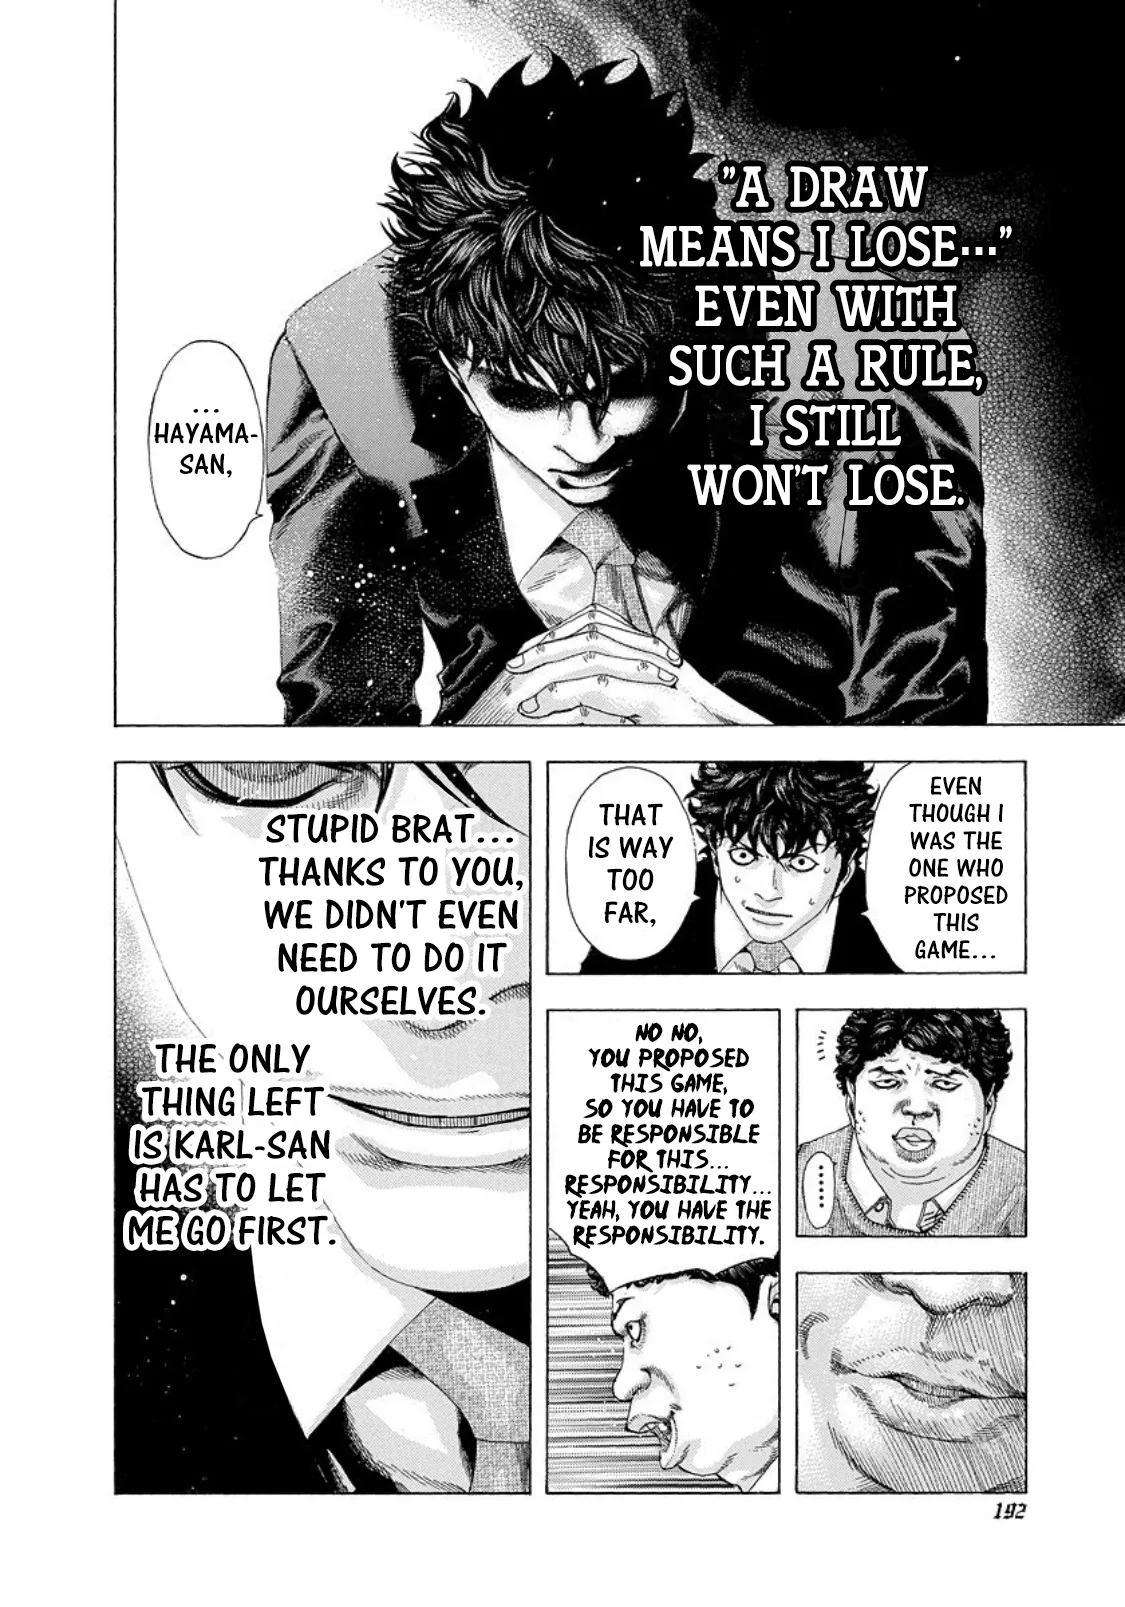 "A DRAW
MEANS I LOSE…"
EVEN WITH
SUCH A RULE,
I STILL
WON'T LOSE.
…
HAYAMA-
SAN,
EVEN
THOUGH I
WAS THE
ONE WHO
PROPOSED
THIS
GAME…
THAT
IS WAY
TOO
FAR,
……
NO NO,
YOU PROPOSED
THIS GAME,
SO YOU HAVE TO
BE RESPONSIBLE
FOR THIS…
RESPONSIBILITY…
YEAH, YOU HAVE THE
RESPONSIBILITY.
STUPID BRAT…
THANKS TO YOU,
WE DIDN'T EVEN
NEED TO DO IT
OURSELVES.
THE ONLY
THING LEFT
IS KARL-SAN
HAS TO LET
ME GO FIRST.
192